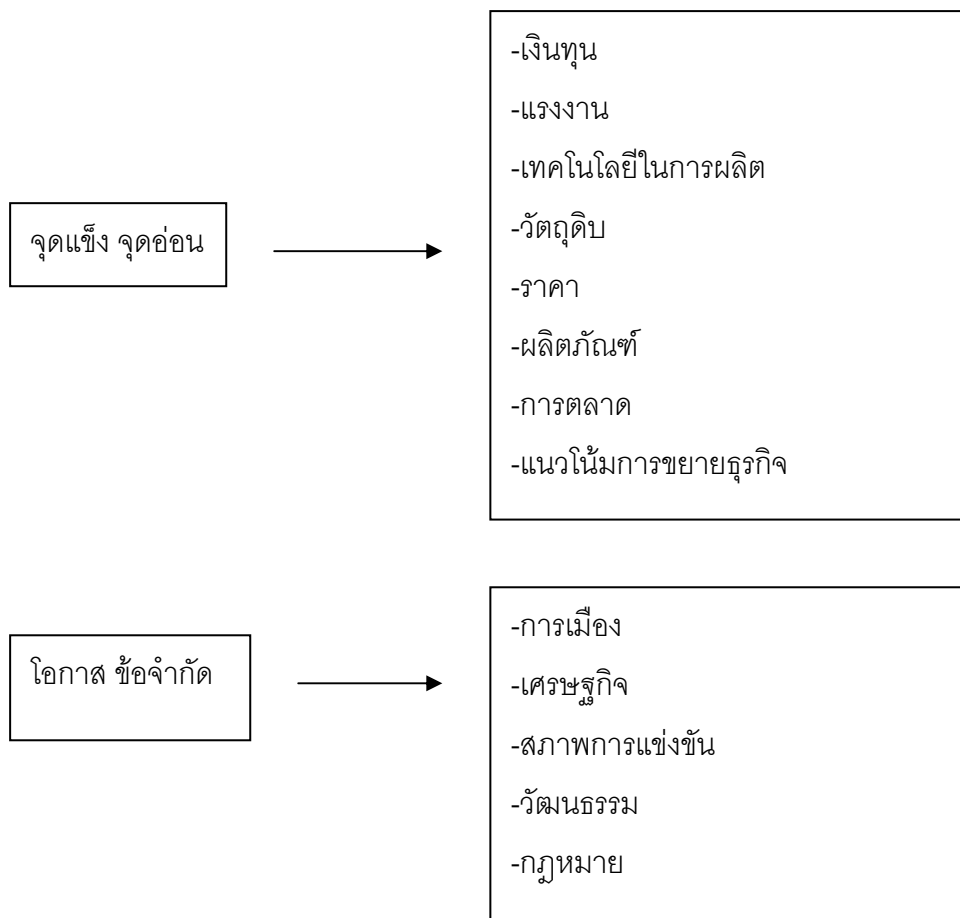 จุดแข็ง จุดอ่อน
-เงินทุน
-แรงงาน
-เทคโนโลยีในการผลิต
-วัตถุดิบ
-ราคา
-ผลิตภัณฑ์
-การตลาด
-แนวโน้มการขยายธุรกิจ
โอกาส ข้อจำกัด
-การเมือง
-เศรษฐกิจ
-สภาพการแข่งขัน
-วัฒนธรรม
-กฎหมาย